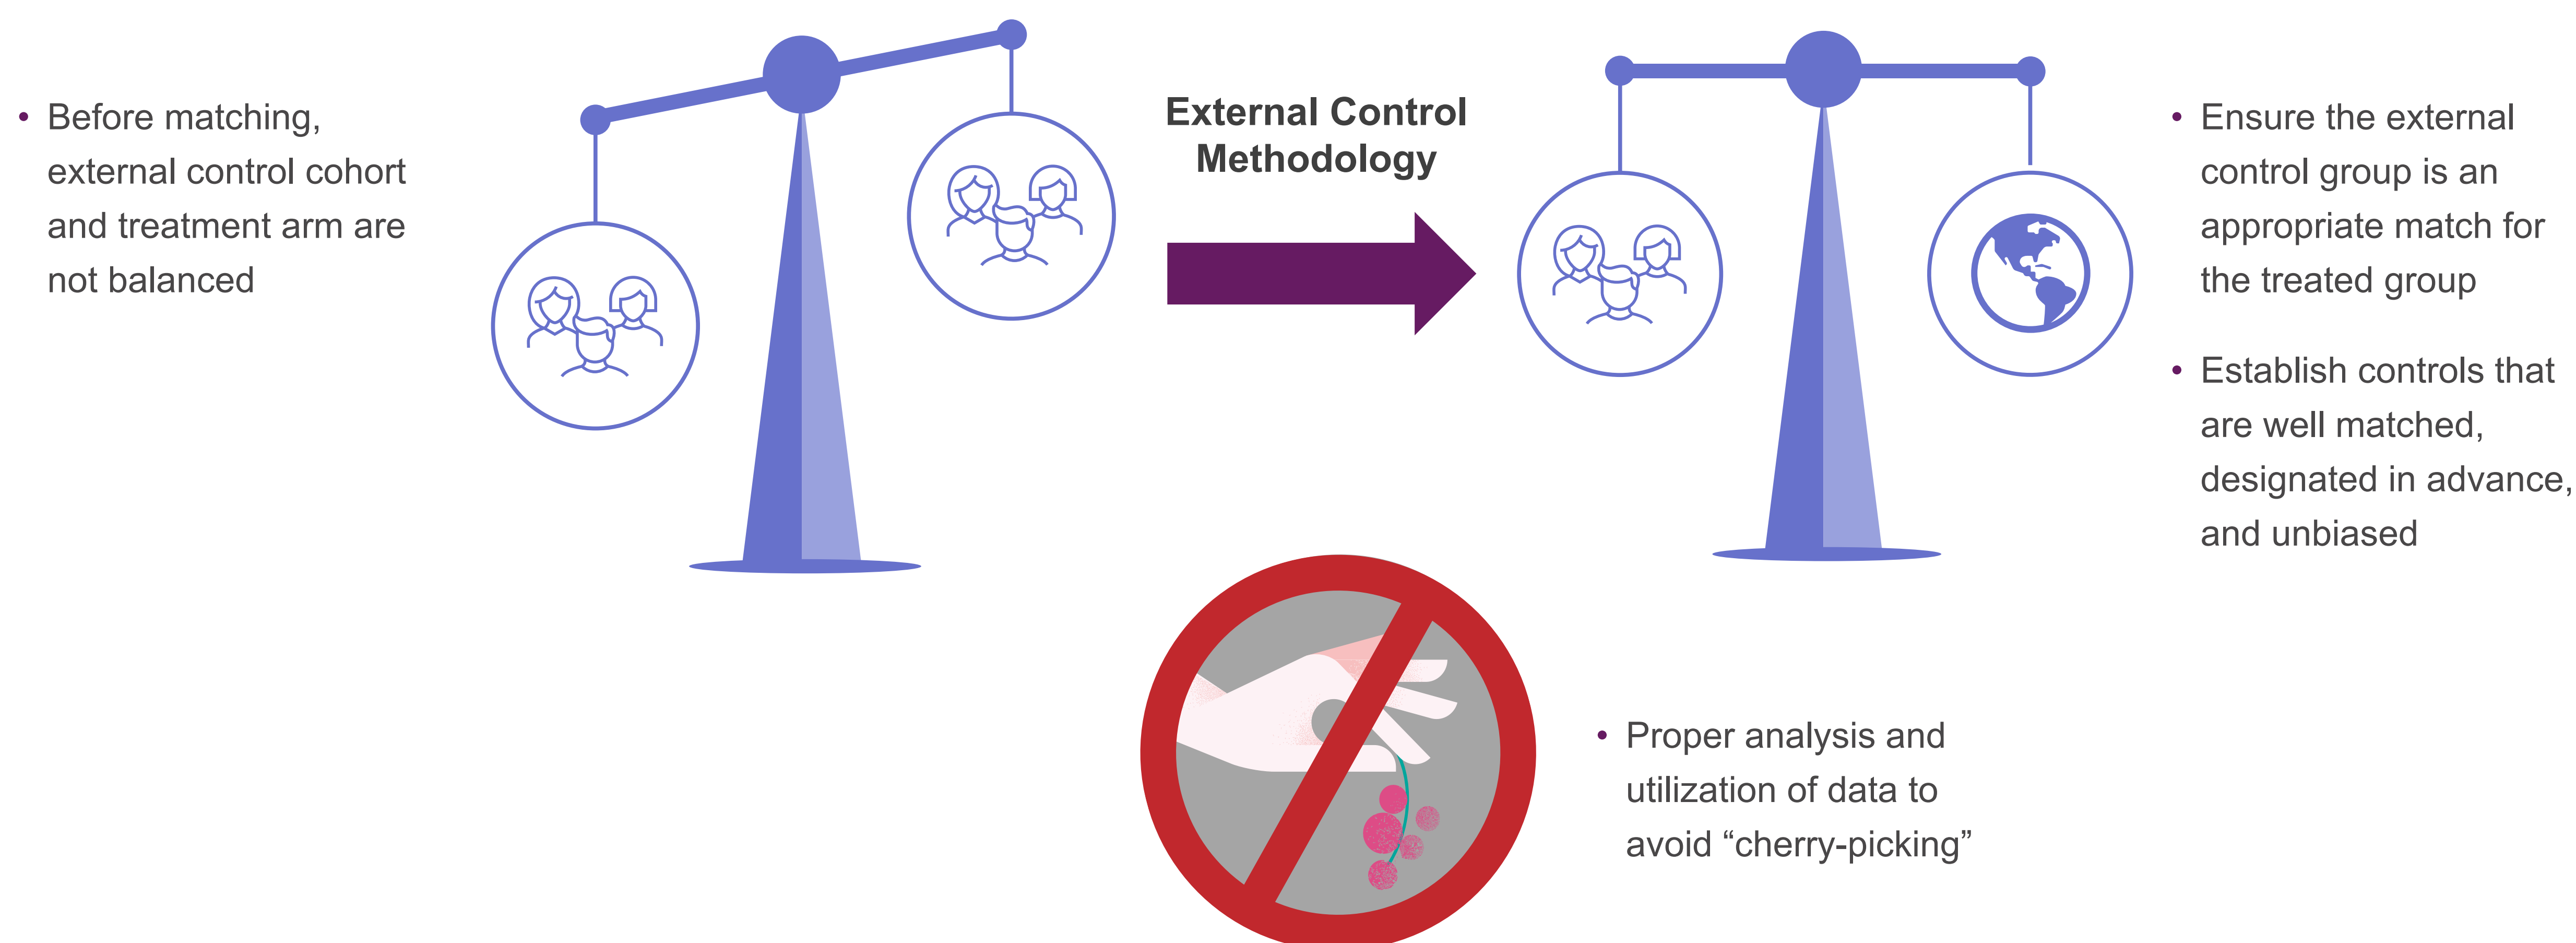 • Before matching,
external control cohort
and treatment arm are
not balanced
External Control
Methodology
• Ensure the external
control group is an
appropriate match for
the treated group
• Establish controls that
are well matched,
designated in advance,
and unbiased
• Proper analysis and
utilization of data to
avoid “cherry-picking”